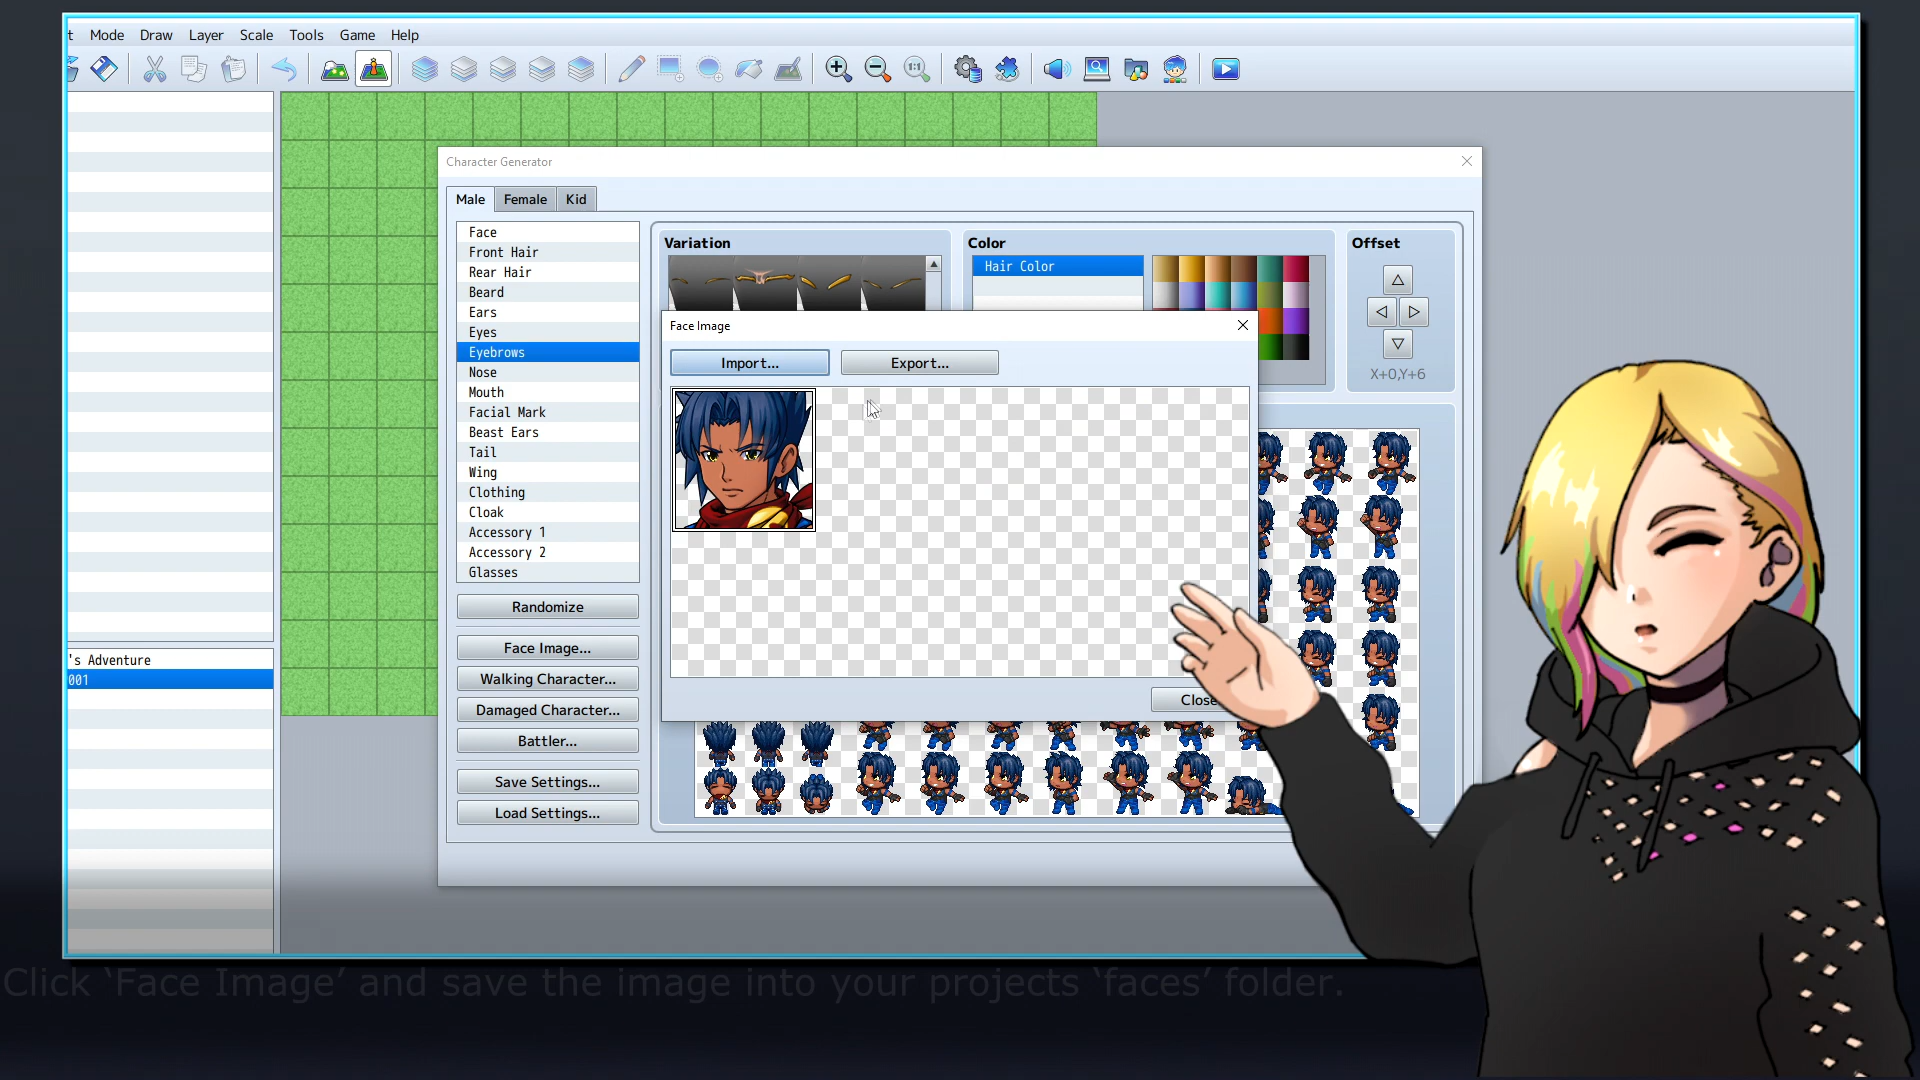 t Mode Draw Layer Scale Tools Game Help
1:1
Character Generator
Male Female Kid
Face
Front Hair
Rear Hair
Beard
Ears
Eyes
Eyebrows
Nose
Mouth
Facial Mark
Beast Ears
Tail
Wing
Clothing
Cloak
Accessory 1
Accessory 2
Glasses
Randomize
Face Image...
Walking Character...
Damaged Character...
Battler...
Save Settings...
Load Settings...
Variation
Color
Hair Color
Offset
X+0,Y+6
Face Image
Import... Export...
Close
's Adventure
001
Click ‘Face Image’ and save the image into your projects ‘faces’ folder.